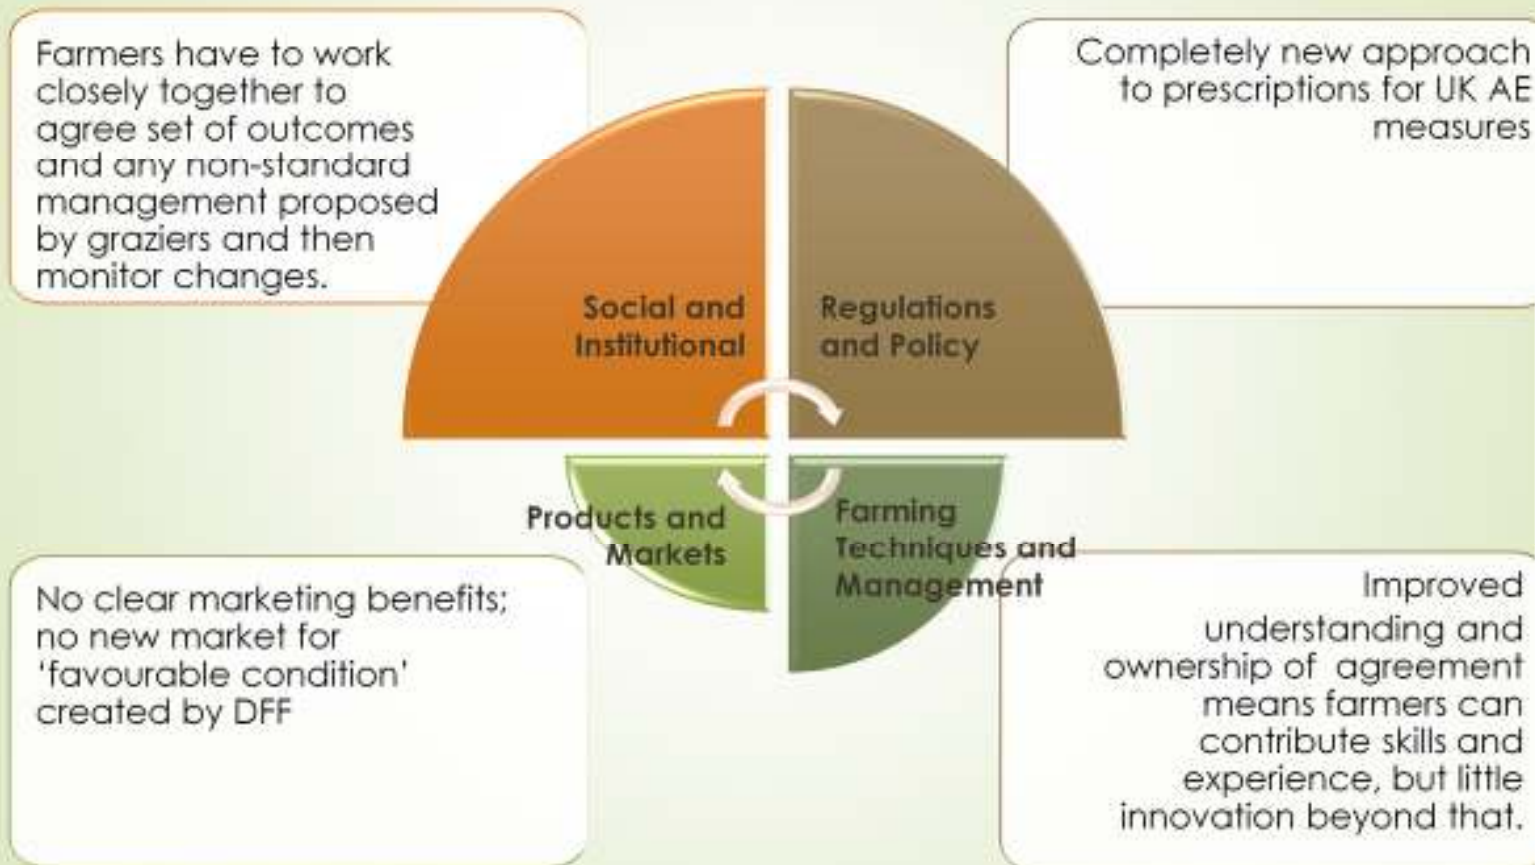 Farmers have to work
closely together to
agree set of outcomes
and any non-standard
management proposed
by graziers and then
monitor changes.
Completely new approach
to prescriptions for UK AE
measures
Social and
Institutional
Regulations
and Policy
Products and
Markets
Farming
Techniques and
Management
No clear marketing benefits;
no new market for
‘favourable condition’
created by DFF
Improved
understanding and
ownership of agreement
means farmers can
contribute skills and
experience, but little
innovation beyond that.